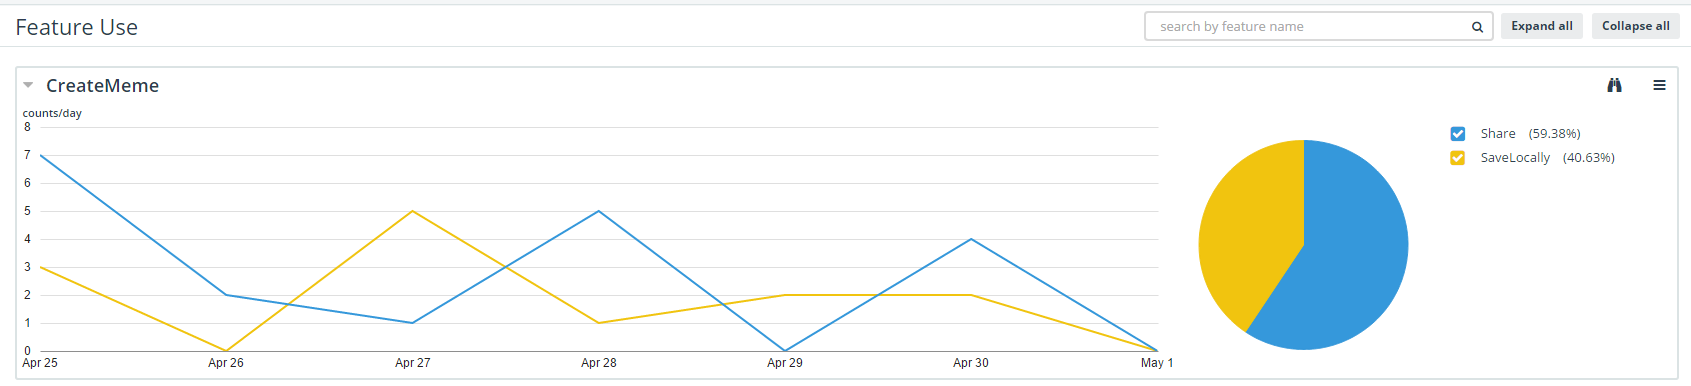 Feature Use
search by feature name
Expand all
Collapse all
CreateMeme
counts/day
8
7
6
5
4
3
2
1
0
Apr 25 Apr 26 Apr 27 Apr 28 Apr 29 Apr 30 May 1
Share (59.38%)
SaveLocally (40.63%)